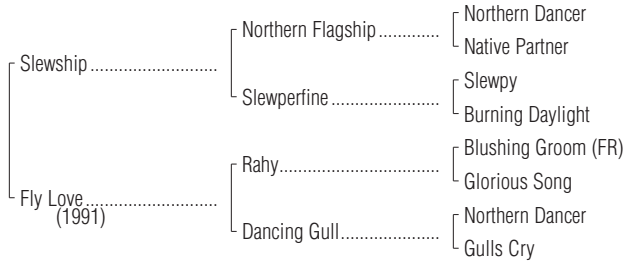 Northern Dancer
Northern Flagship .............
Native Partner
Slewship ...........................
Slewpy
Slewperfine .......................
Burning Daylight
Blushing Groom (FR)
Rahy..................................
Glorious Song
Fly Love............................
(1991)
Northern Dancer
Dancing Gull.....................
Gulls Cry